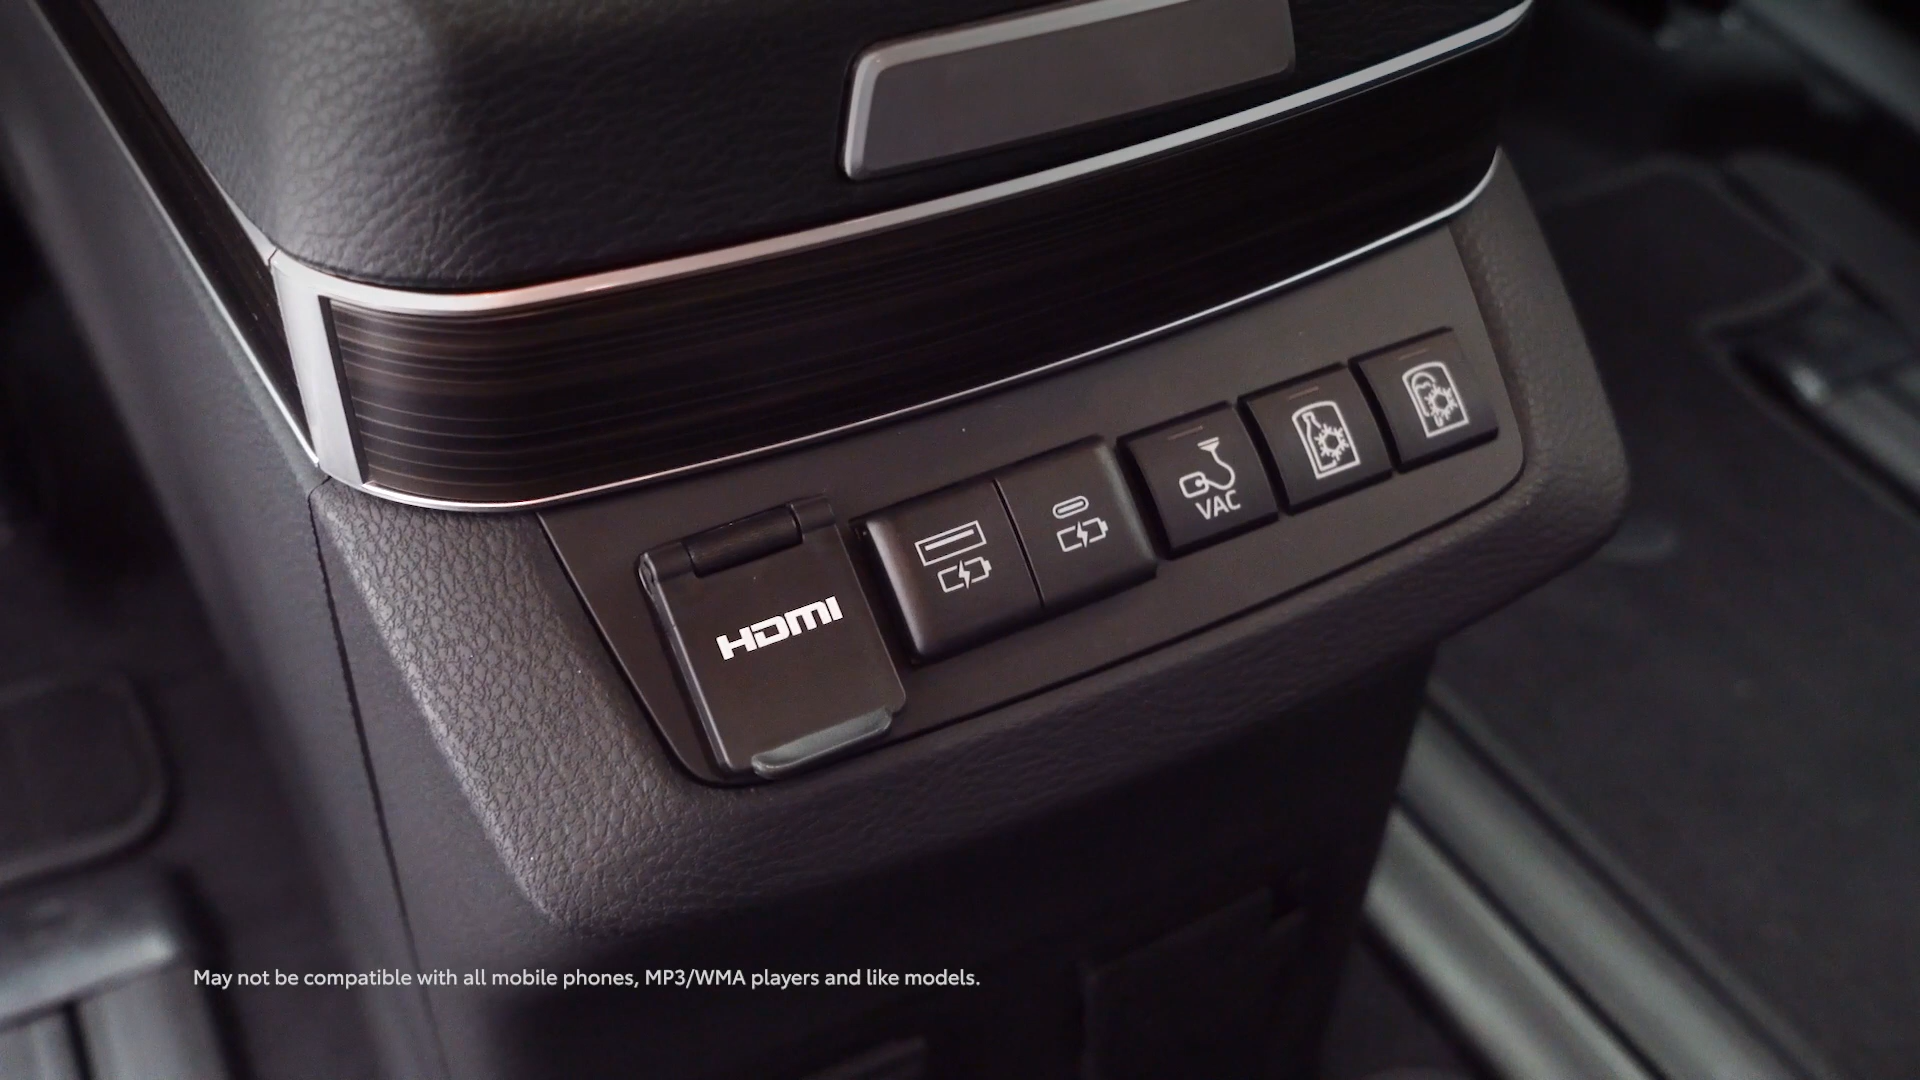 HDMI
VAC
May not be compatible with all mobile phones, MP3/WMA players and like models.